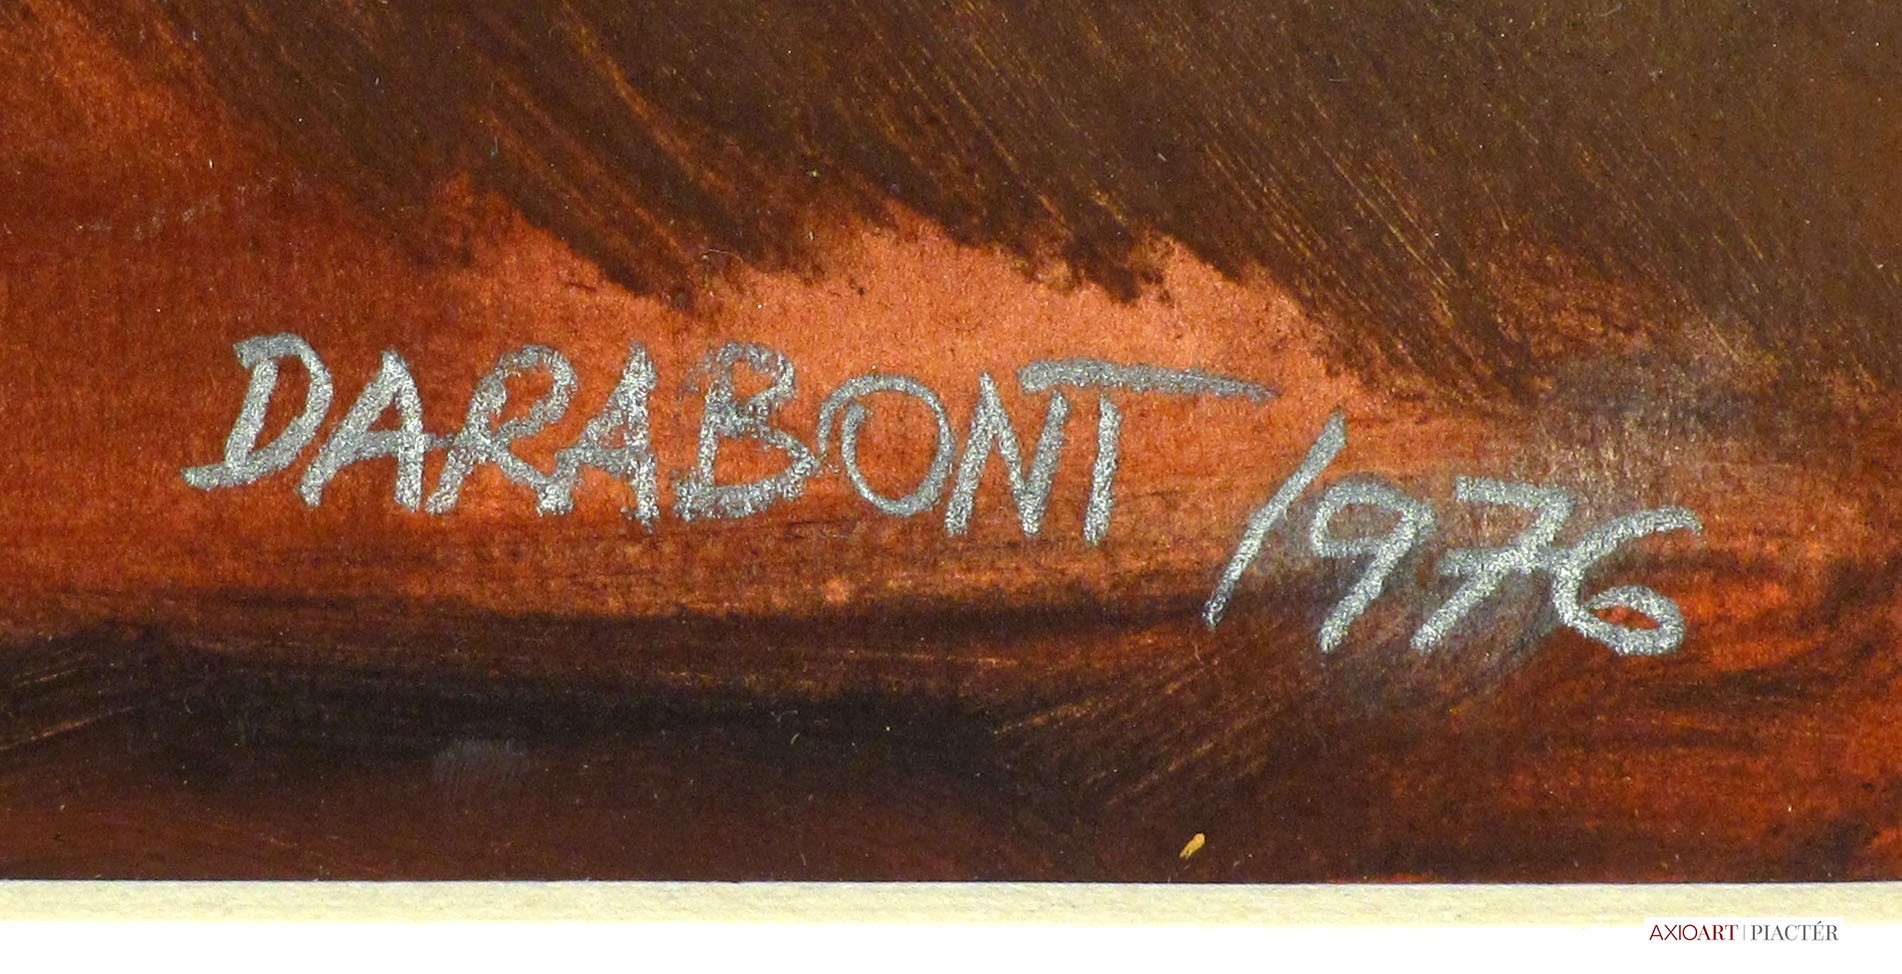 DARABONT 1976
AXIOART | PIACTÉR